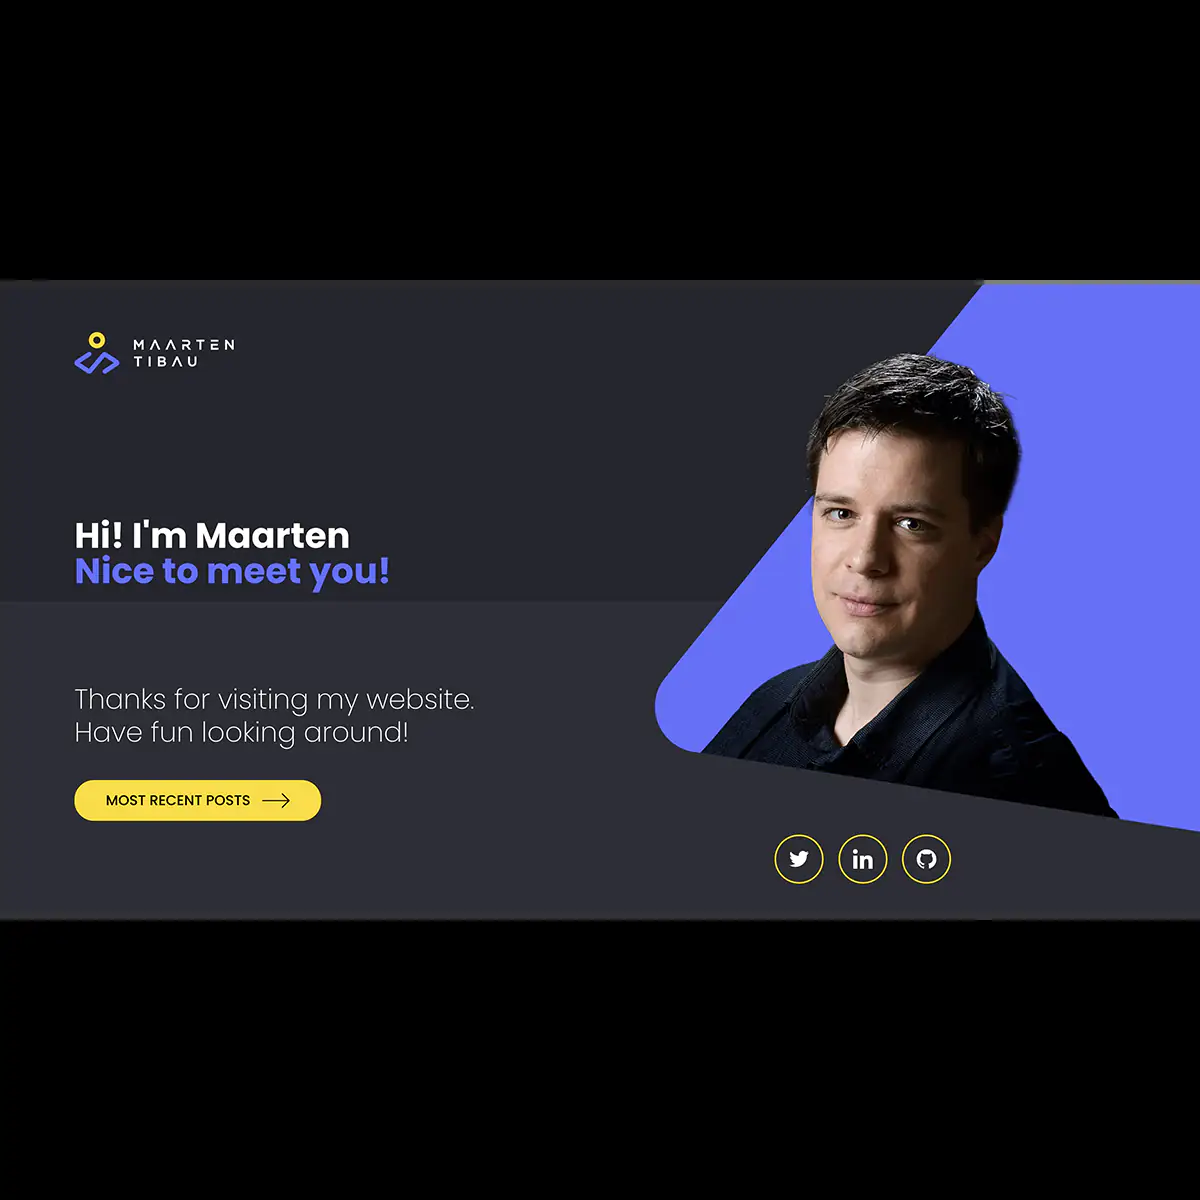 MAARTEN
TIBAU
Hi! I'm Maarten
Nice to meet you!
Thanks for visiting my website.
Have fun looking around!
MOST RECENT POSTS
in